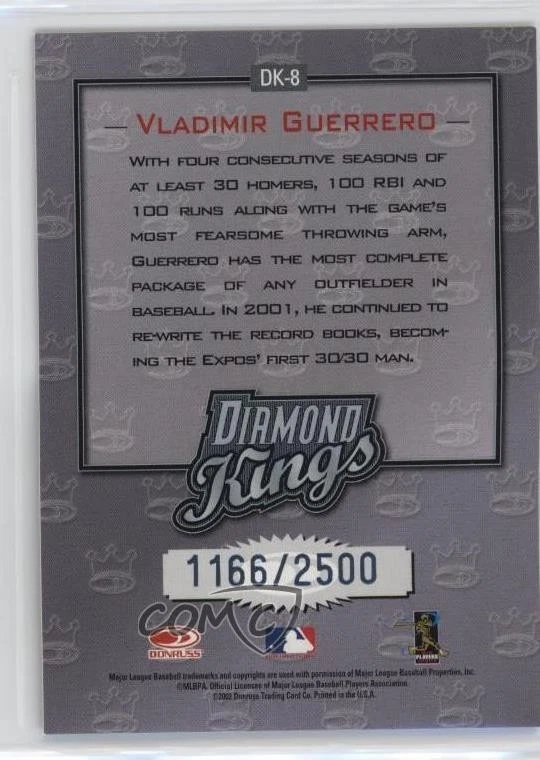 DK-8
VLADIMIR GUERRERO
WITH FOUR CONSECUTIVE SEASONS OF
AT LEAST 30 HOMERS, 100 RBI AND
100 RUNS ALONG WITH THE GAME'S
MOST FEARSOME THROWING ARM,
GUERRERO HAS THE MOST COMPLETE
PACKAGE OF ANY OUTFIELDER IN
BASEBALL. IN 2001, HE CONTINUED TO
RE-WRITE THE RECORD BOOKS, BECOM-
ING THE EXPOS' FIRST 30/30 MAN.
DIAMOND
Kings
1166/2500
COMC
DONRUSS
PLAYERS
Major League Baseball trademarks and copyrights are used with permission of Major League Baseball Properties, Inc.
©MLBPA. Official Licensee of Major League Baseball Players Association.
©2002 Donruss Trading Card Co. Printed in the U.S.A.